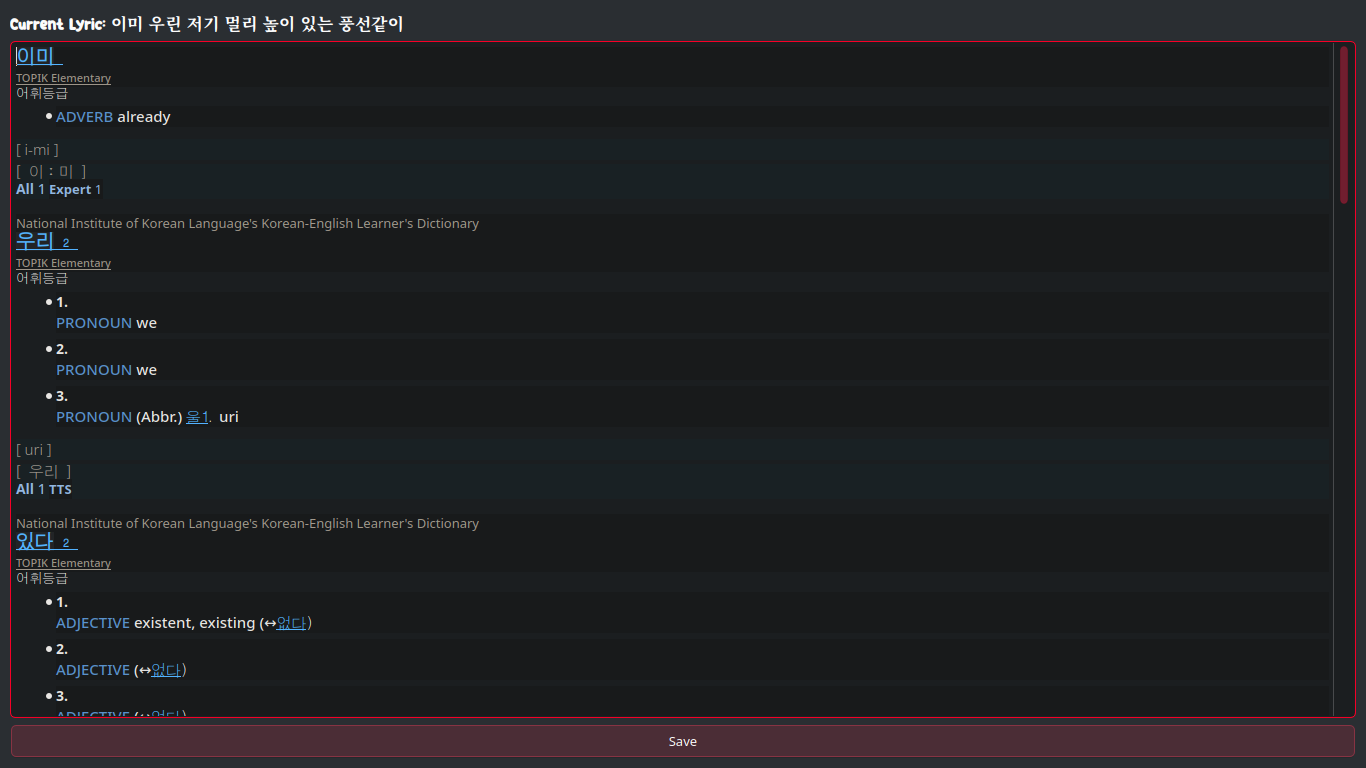 Current Lyric: 이미 우린 저기 멀리 높이 있는 풍선같이
이미
TOPIK Elementary
어휘등급
• ADVERB already
[ i-mi ]
[ 이 : 미 ]
All 1 Expert 1
National Institute of Korean Language's Korean-English Learner's Dictionary
우리 2
TOPIK Elementary
어휘등급
• 1.
PRONOUN we
• 2.
PRONOUN we
• 3.
PRONOUN (Abbr.) 울1. uri
[ uri ]
[ 우리 ]
All 1 TTS
National Institute of Korean Language's Korean-English Learner's Dictionary
있다 2
TOPIK Elementary
어휘등급
• 1.
ADJECTIVE existent, existing (↔없다)
• 2.
ADJECTIVE (↔없다)
• 3.
ADJECTIVE (↔없다)
Save